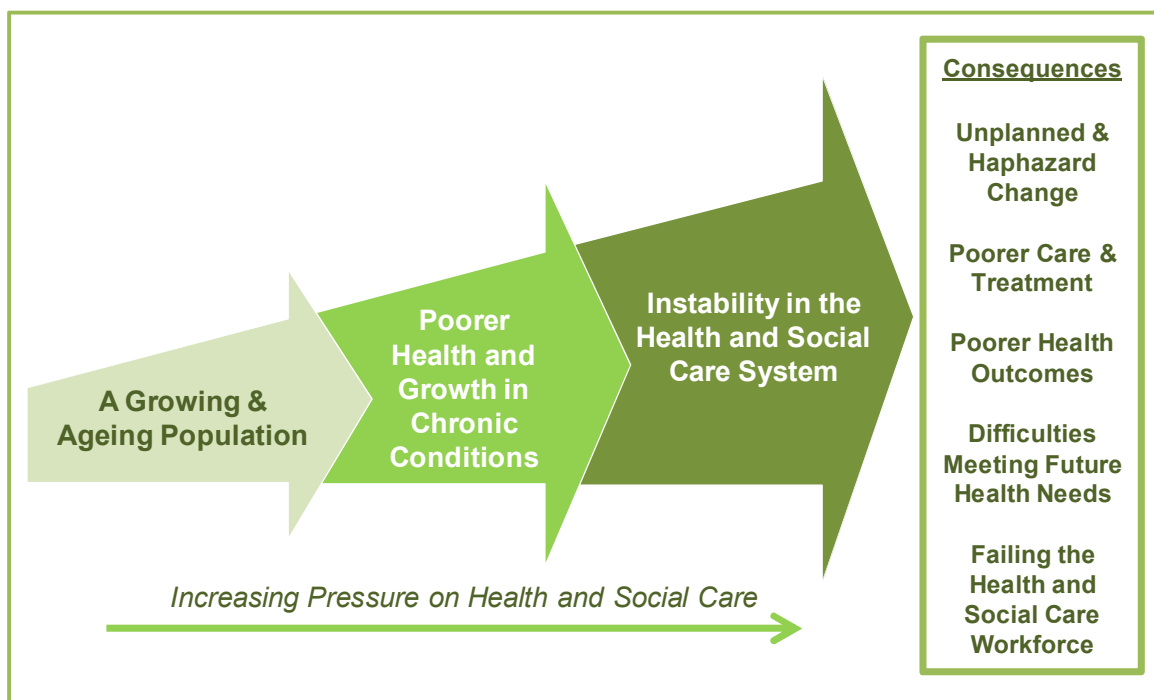 A Growing &
Ageing Population
Poorer
Health and
Growth in
Chronic
Conditions
Instability in the
Health and Social
Care System
Increasing Pressure on Health and Social Care
Consequences
Unplanned &
Haphazard
Change
Poorer Care &
Treatment
Poorer Health
Outcomes
Difficulties
Meeting Future
Health Needs
Failing the
Health and
Social Care
Workforce